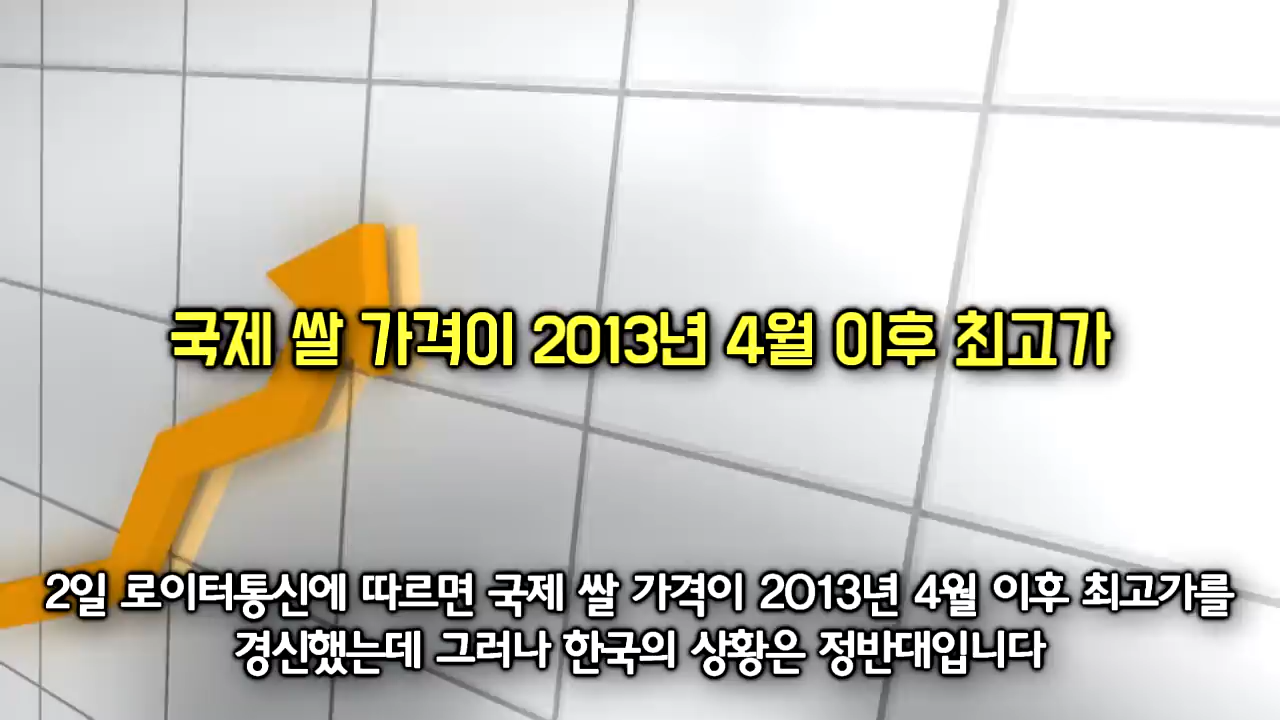 국제 쌀 가격이 2013년 4월 이후 최고가
2일 로이터통신에 따르면 국제 쌀 가격이 2013년 4월 이후 최고가를
경신했는데 그러나 한국의 상황은 정반대입니다